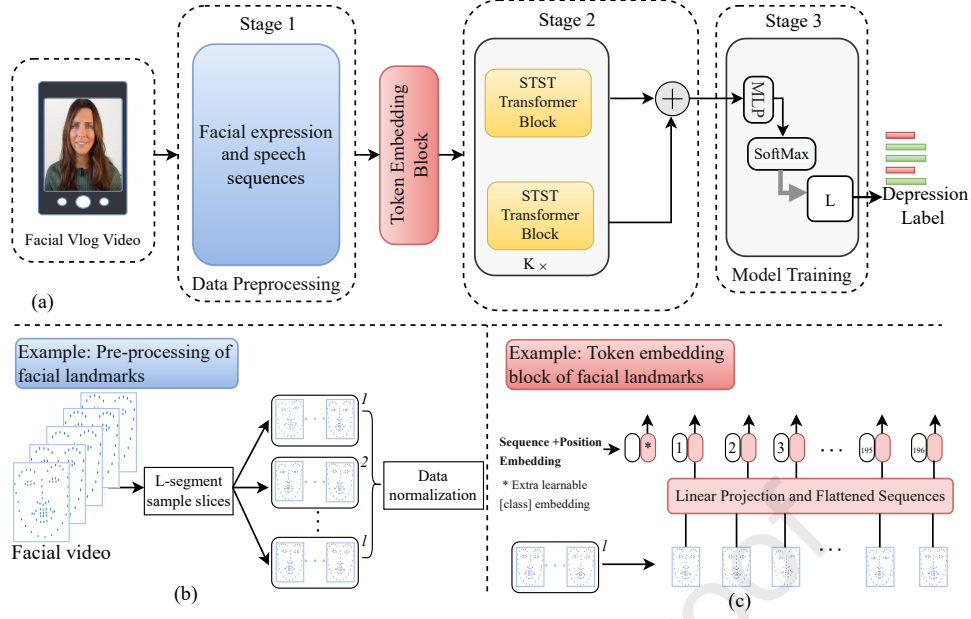 Stage 1
Stage 2
Stage 3
Facial Vlog Video
Facial expression
and speech
sequences
Data Preprocessing
Token Embedding
Block
STST
Transformer
Block
STST
Transformer
Block
K ×
+
MLP
SoftMax
L
Model Training
Depression
Label
(a)
Example: Pre-processing of
facial landmarks
Facial video
L-segment
sample slices
1
2
l
Data
normalization
(b)
Example: Token embedding
block of facial landmarks
Sequence +Position
Embedding
* Extra learnable
[class] embedding
*
1
2
3
195
196
Linear Projection and Flattened Sequences
l
(c)